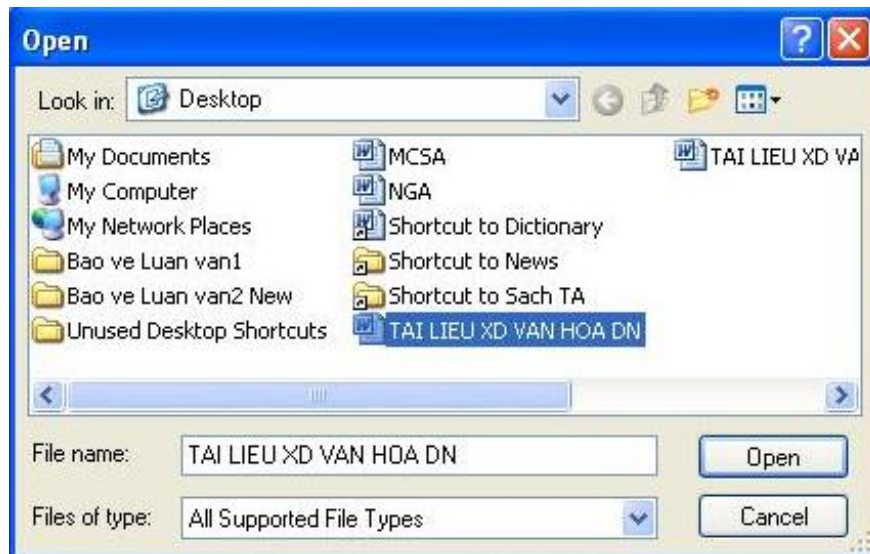 Open
Look in: Desktop
My Documents
My Computer
My Network Places
Bao ve Luan van1
Bao ve Luan van2 New
Unused Desktop Shortcuts
MCSA
NGA
Shortcut to Dictionary
Shortcut to News
Shortcut to Sach TA
TAI LIEU XD VAN HOA DN
TAI LIEU XD VA
File name: TAI LIEU XD VAN HOA DN Open
Files of type: All Supported File Types Cancel